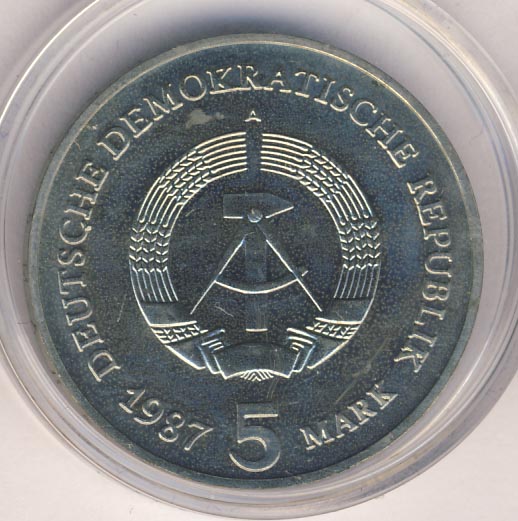 DEUTSCHE DEMOKRATISCHE REPUBLIK
A
1987 5 MARK